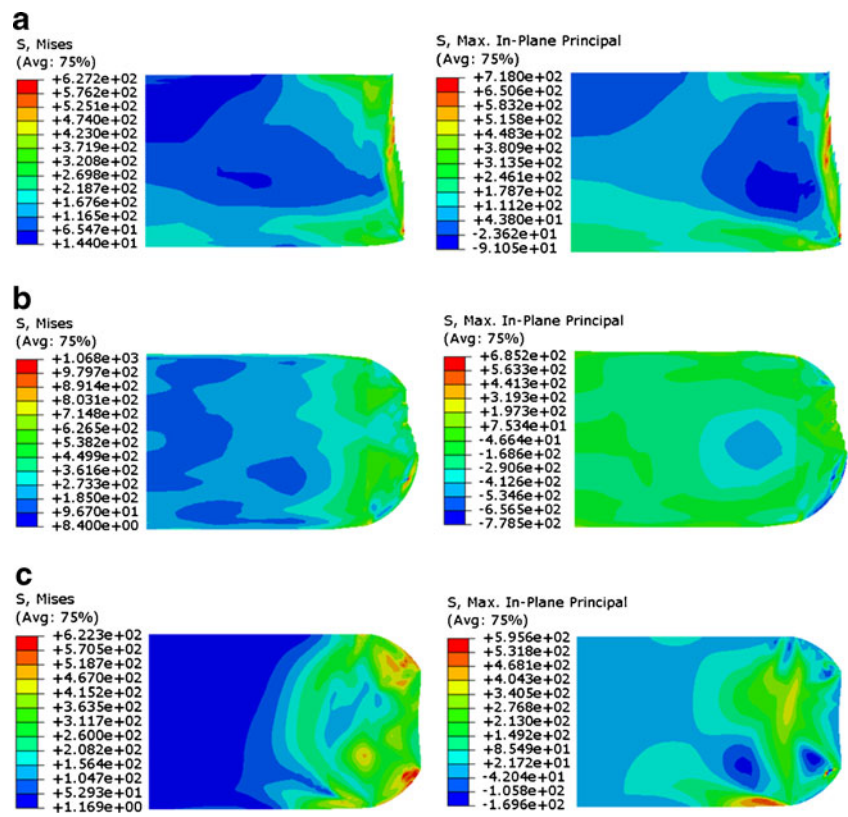 a
S, Mises
(Avg: 75%)
+6.272e+02
+5.762e+02
+5.251e+02
+4.740e+02
+4.230e+02
+3.719e+02
+3.208e+02
+2.698e+02
+2.187e+02
+1.676e+02
+1.165e+02
+6.547e+01
+1.440e+01
S, Max. In-Plane Principal
(Avg: 75%)
+7.180e+02
+6.506e+02
+5.832e+02
+5.158e+02
+4.483e+02
+3.809e+02
+3.135e+02
+2.461e+02
+1.787e+02
+1.112e+02
+4.380e+01
-2.362e+01
-9.105e+01
b
S, Mises
(Avg: 75%)
+1.068e+03
+9.797e+02
+8.914e+02
+8.031e+02
+7.148e+02
+6.265e+02
+5.382e+02
+4.499e+02
+3.616e+02
+2.733e+02
+1.850e+02
+9.670e+01
+8.400e+00
S, Max. In-Plane Principal
(Avg: 75%)
+6.852e+02
+5.633e+02
+4.413e+02
+3.193e+02
+1.973e+02
+7.534e+01
-4.664e+01
-1.686e+02
-2.906e+02
-4.126e+02
-5.346e+02
-6.565e+02
-7.785e+02
c
S, Mises
(Avg: 75%)
+6.223e+02
+5.705e+02
+5.187e+02
+4.670e+02
+4.152e+02
+3.635e+02
+3.117e+02
+2.600e+02
+2.082e+02
+1.564e+02
+1.047e+02
+5.293e+01
+1.169e+00
S, Max. In-Plane Principal
(Avg: 75%)
+5.956e+02
+5.318e+02
+4.681e+02
+4.043e+02
+3.405e+02
+2.768e+02
+2.130e+02
+1.492e+02
+8.549e+01
+2.172e+01
-4.204e+01
-1.058e+02
-1.696e+02